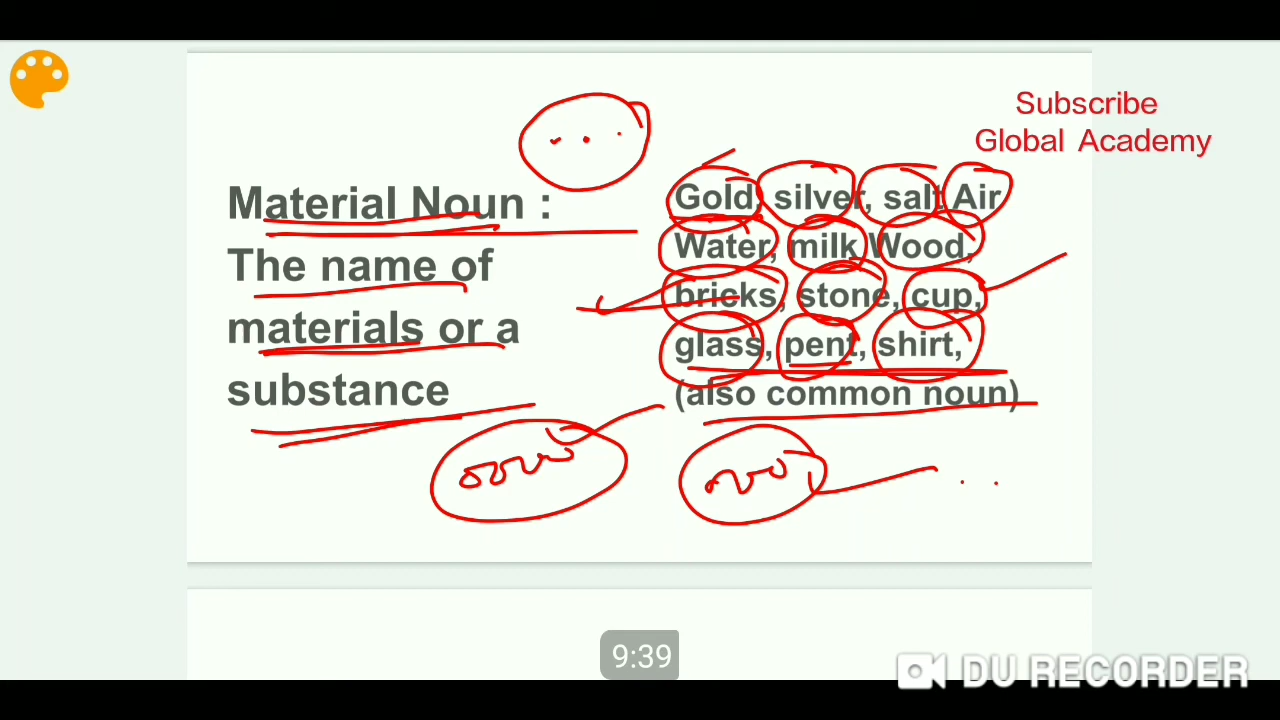 Subscribe
Global Academy
Material Noun :
The name of
materials or a
substance
Gold, silver, salt Air
Water, milk Wood,
bricks, stone, cup,
glass, pent, shirt,
(also common noun)
9:39
DU RECORDER